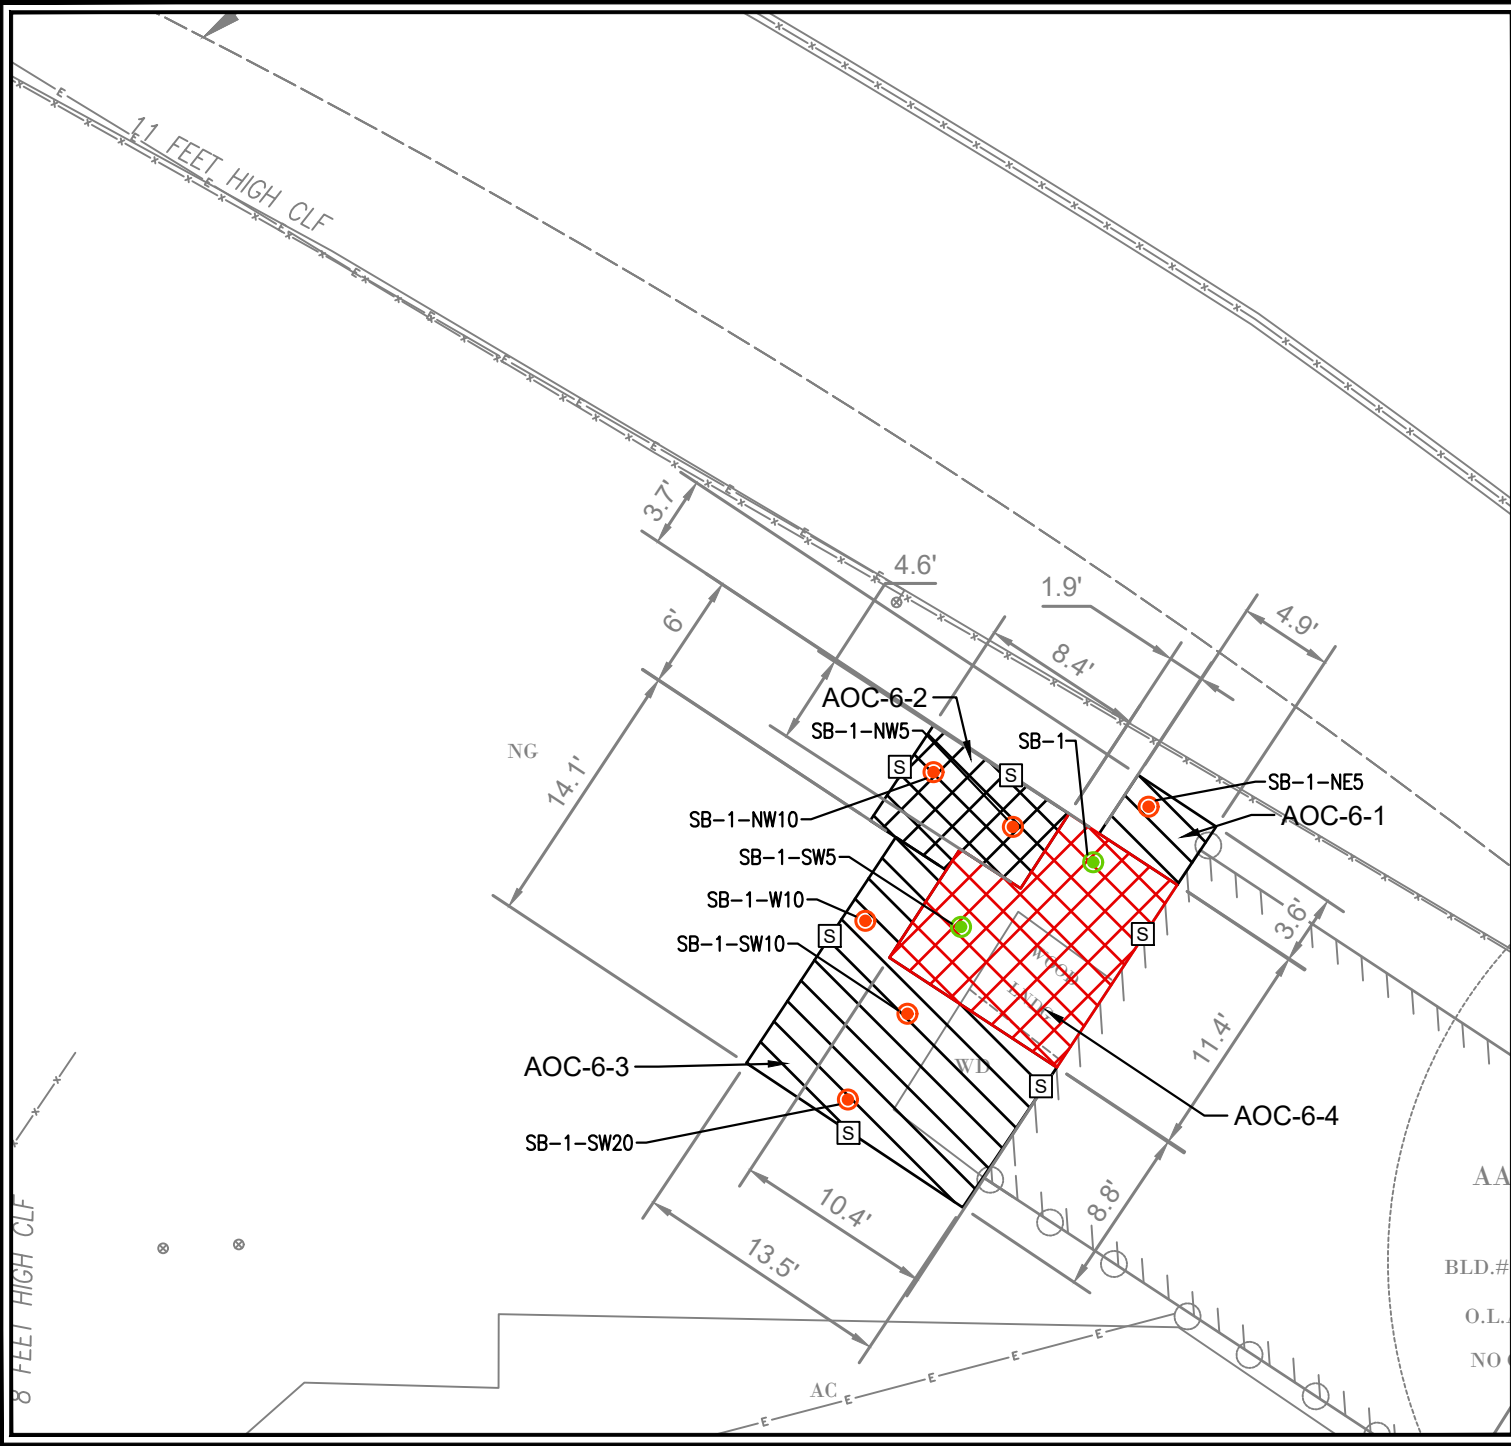 11 FEET HIGH CLF
3.7'
4.6'
1.9'
4.9'
6'
8.4'
AOC-6-2
SB-1-NW5
SB-1
NG
14.1'
S
S
SB-1-NE5
AOC-6-1
SB-1-NW10
SB-1-SW5
SB-1-W10
3.6'
SB-1-SW10
S
S
WOOD
LNDG
11.4'
AOC-6-3
WD
S
AOC-6-4
SB-1-SW20
S
AA
8.8'
10.4'
13.5'
8 FEET HIGH CLF
BLD.#
O.L.
NO
AC
E
E
E
E
E